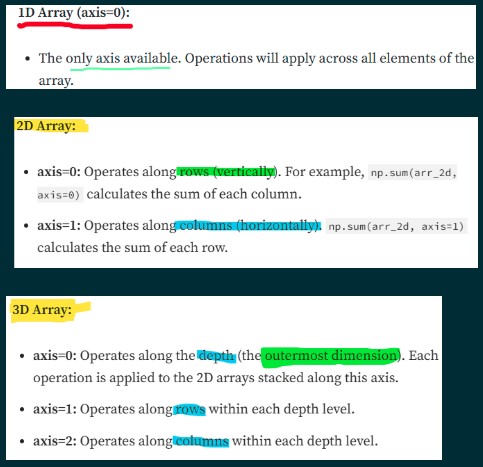 1D Array (axis=0):
• The only axis available. Operations will apply across all elements of the
array.
2D Array:
• axis=0: Operates along rows (vertically). For example, np.sum(arr_2d,
axis=0) calculates the sum of each column.
• axis=1: Operates along columns (horizontally). np.sum(arr_2d, axis=1)
calculates the sum of each row.
3D Array:
• axis=0: Operates along the depth (the outermost dimension). Each
operation is applied to the 2D arrays stacked along this axis.
• axis=1: Operates along rows within each depth level.
• axis=2: Operates along columns within each depth level.